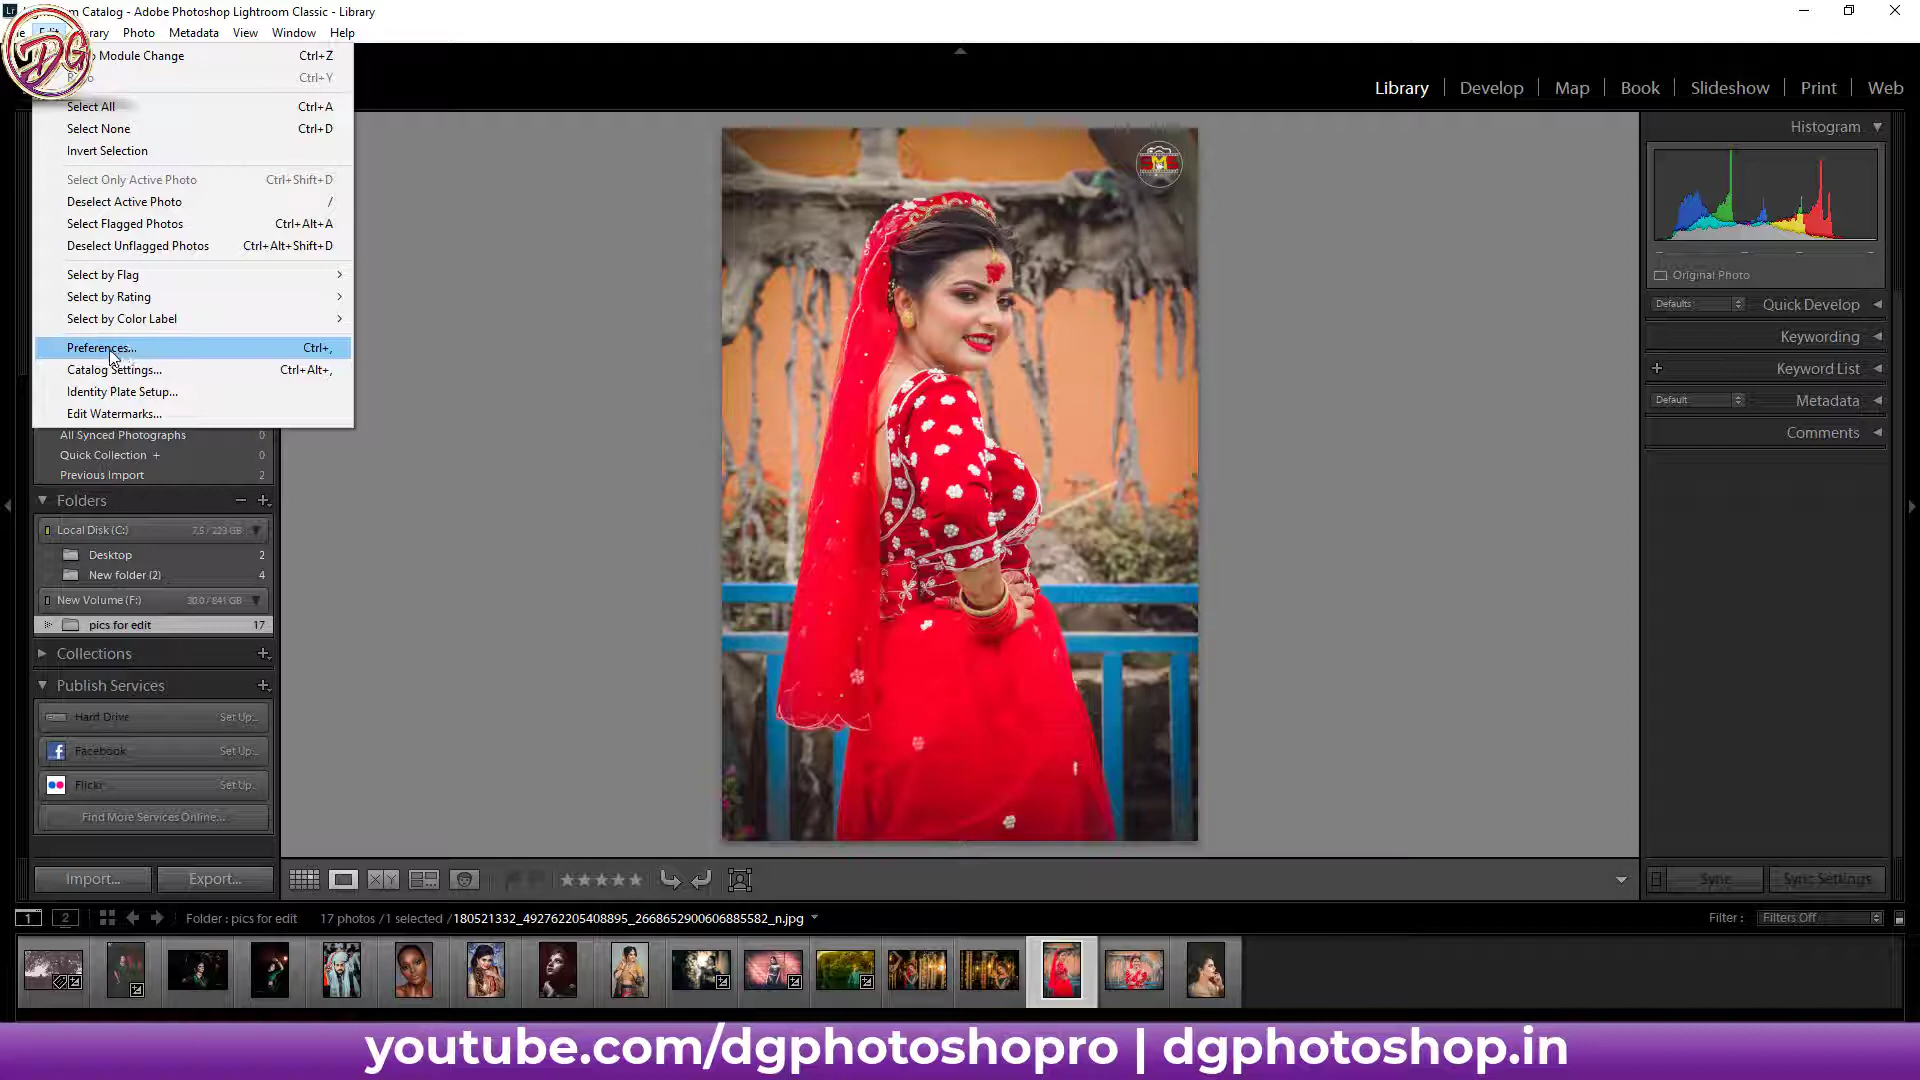 Catalog - Adobe Photoshop Lightroom Classic - Library
Edit Library Photo Metadata View Window Help
Module Change Ctrl+Z
Ctrl+Y
Select All Ctrl+A
Select None Ctrl+D
Invert Selection
Select Only Active Photo Ctrl+Shift+D
Deselect Active Photo /
Select Flagged Photos Ctrl+Alt+A
Deselect Unflagged Photos Ctrl+Alt+Shift+D
Select by Flag
Select by Rating
Select by Color Label
Preferences... Ctrl+,
Catalog Settings... Ctrl+Alt+,
Identity Plate Setup...
Edit Watermarks...
All Synced Photographs 0
Quick Collection + 0
Previous Import 2
Folders
Local Disk (C:) 7.5 / 223 GB
Desktop 2
New folder (2) 4
New Volume (F:) 30.0 / 841 GB
pics for edit 17
Collections
Publish Services
Hard Drive Set Up...
Facebook Set Up...
Flickr Set Up...
Find More Services Online...
Import... Export...
Library Develop Map Book Slideshow Print Web
Histogram
Original Photo
Defaults Quick Develop
Keywording
Keyword List
Default Metadata
Comments
Sync Sync Settings
1 2 Folder : pics for edit 17 photos / 1 selected / 180521332_492762205408895_2668652900606885582_n.jpg Filter : Filters Off
youtube.com/dgphotoshopro | dgphotoshop.in
DG